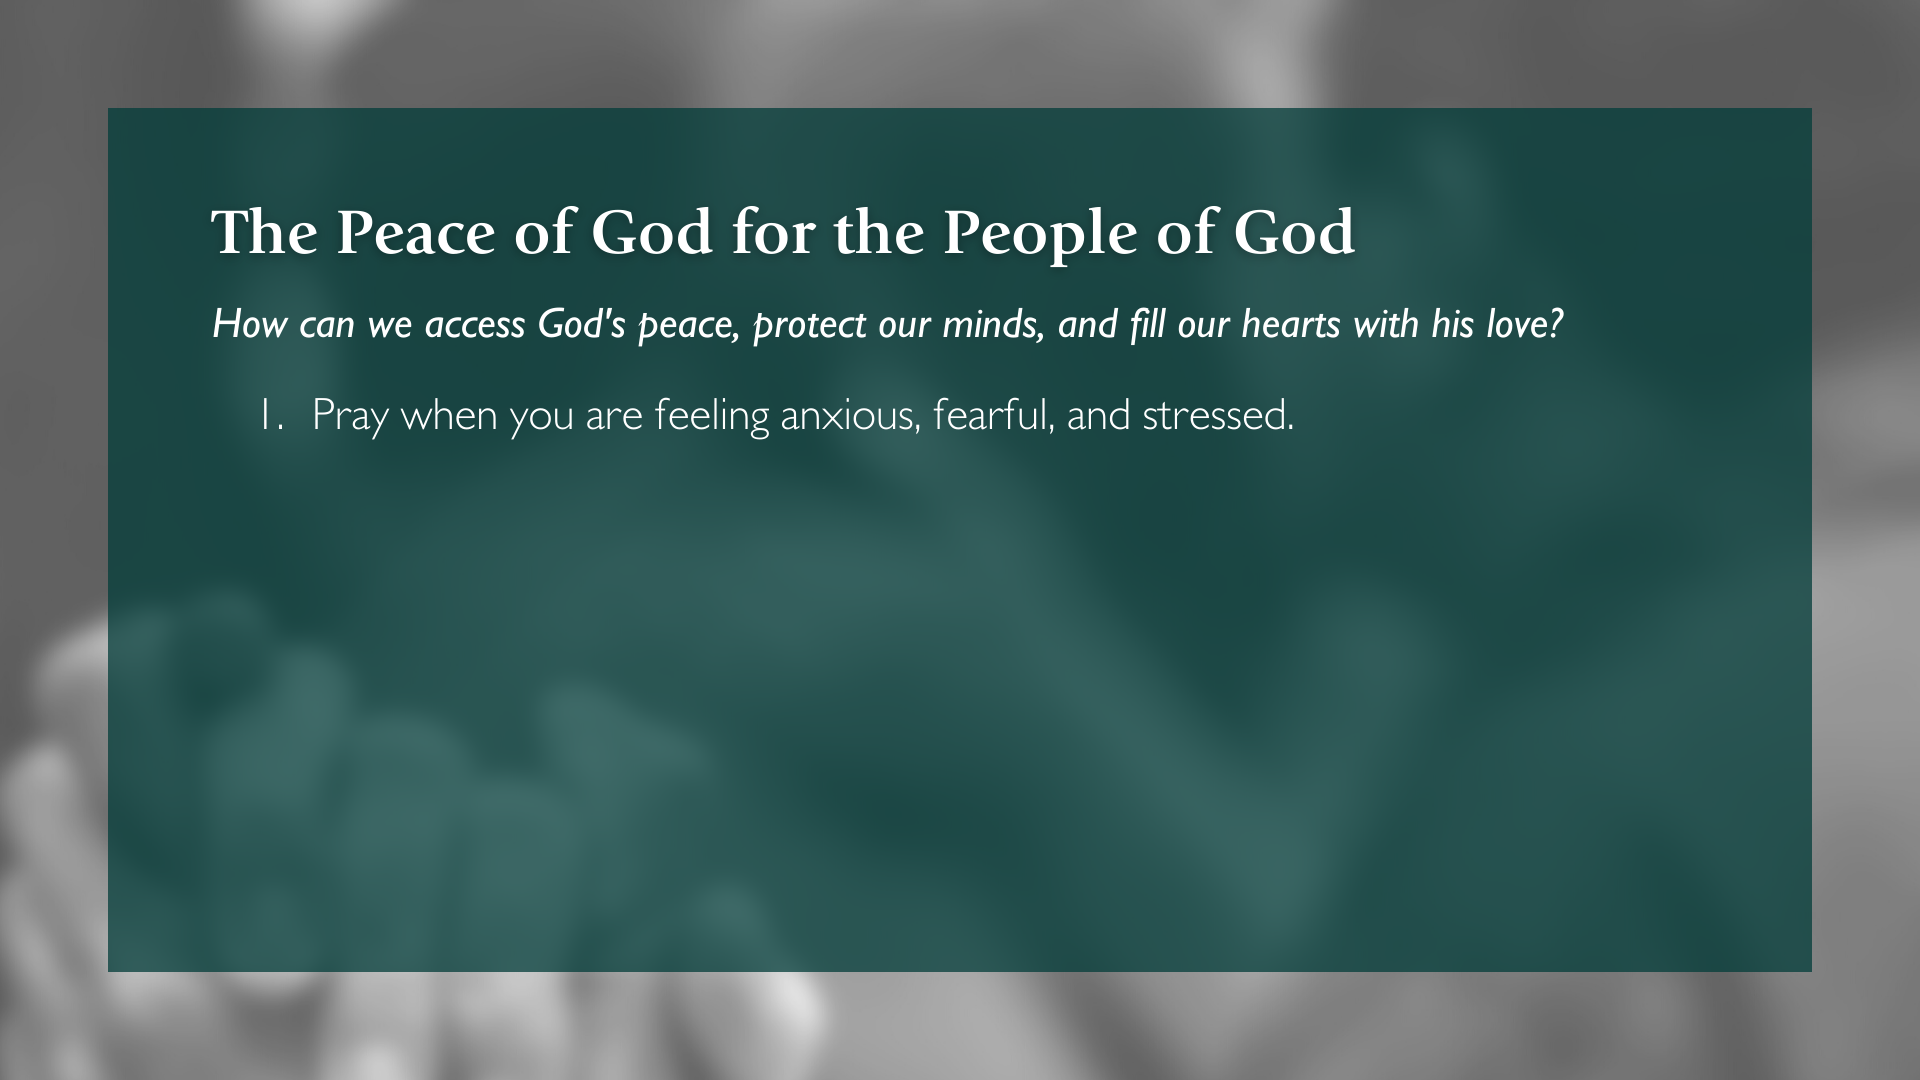 The Peace of God for the People of God
How can we access God's peace, protect our minds, and fill our hearts with his love?
1. Pray when you are feeling anxious, fearful, and stressed.